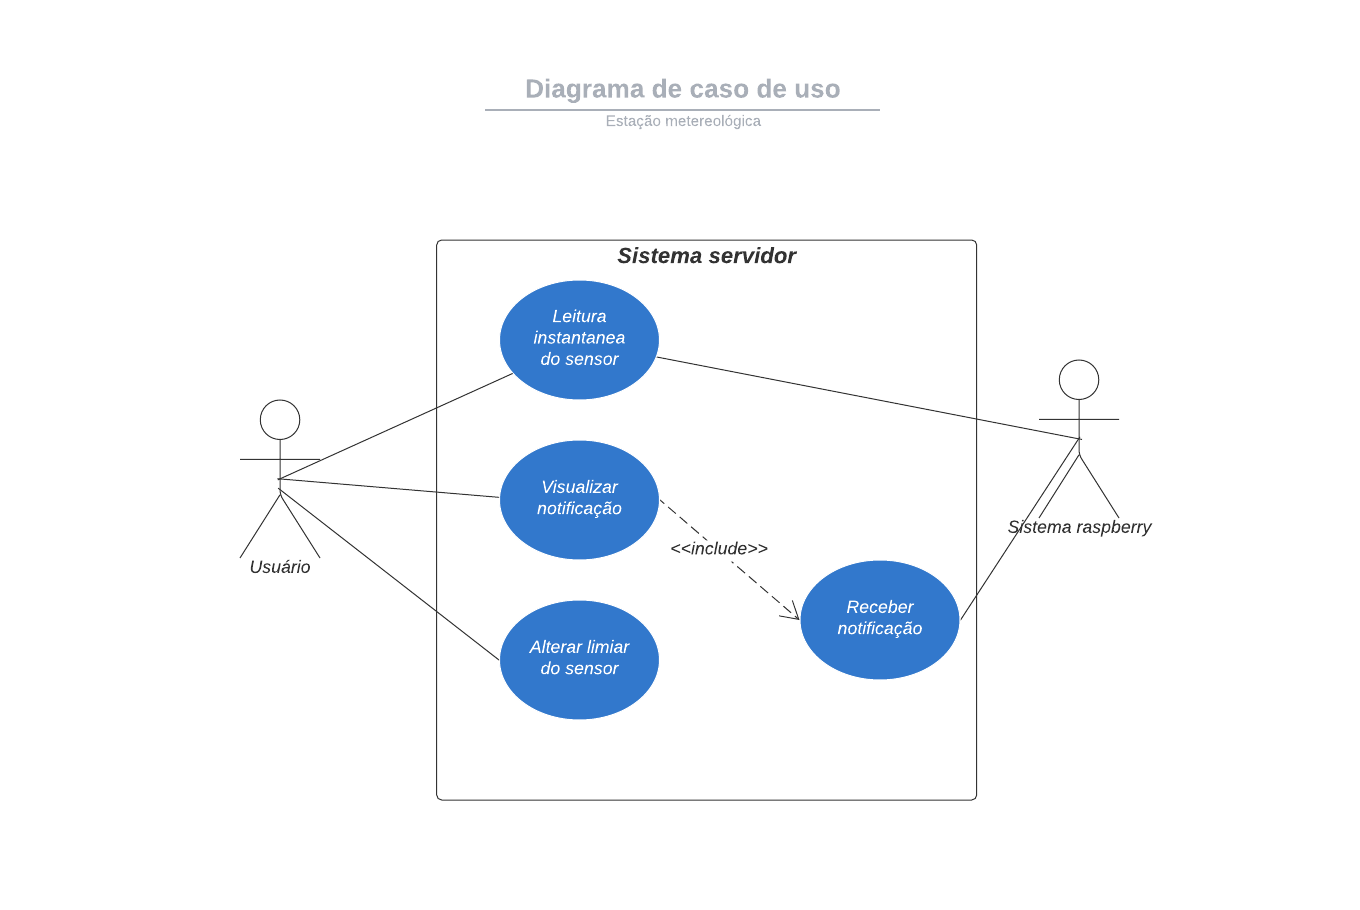 Diagrama de caso de uso
Estação metereológica
Sistema servidor
Leitura
instantanea
do sensor
Visualizar
notificação
<<include>>
Sistema raspberry
Usuário
Receber
notificação
Alterar limiar
do sensor